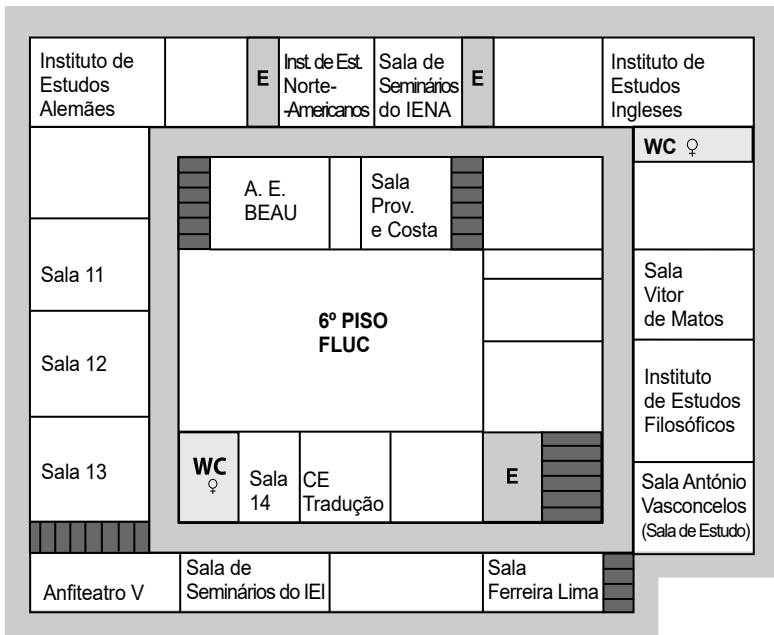 Instituto de
Estudos
Alemães
E
Inst. de Est.
Norte-
-Americanos
Sala de
Seminários
do IENA
E
Instituto de
Estudos
Ingleses
WC ♀
A. E.
BEAU
Sala
Prov.
e Costa
Sala 11
Sala
Vitor
de Matos
6º PISO
FLUC
Sala 12
Instituto
de Estudos
Filosóficos
Sala 13
WC
♀
Sala
14
CE
Tradução
E
Sala António
Vasconcelos
(Sala de Estudo)
Anfiteatro V
Sala de
Seminários do IEI
Sala
Ferreira Lima